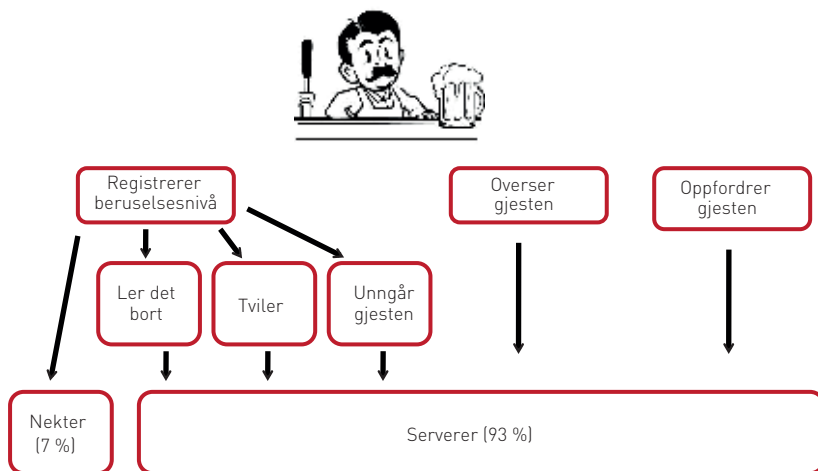 Registrerer
beruselsesnivå
Overser
gjesten
Oppfordrer
gjesten
Ler det
bort
Tviler
Unngår
gjesten
Nekter
(7 %)
Serverer (93 %)